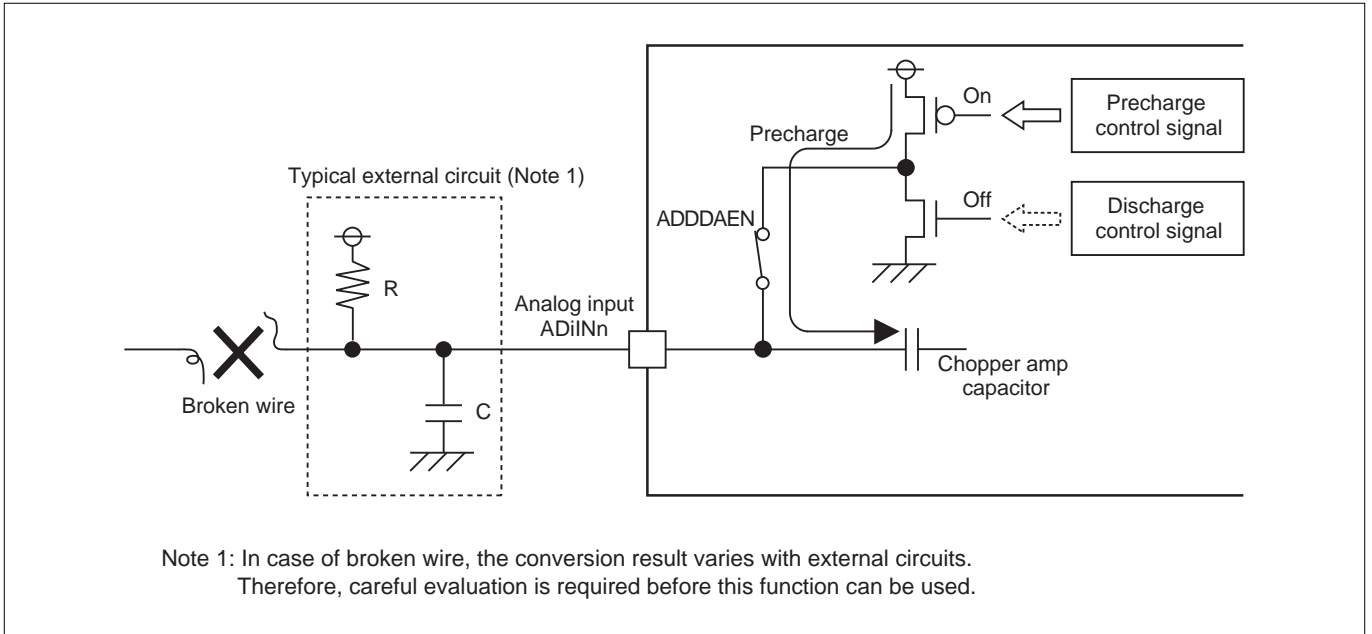 On
Precharge
control signal
Precharge
Typical external circuit (Note 1)
Off
Discharge
control signal
ADDDAEN
R
Analog input
ADiINn
Chopper amp
capacitor
Broken wire
C
Note 1: In case of broken wire, the conversion result varies with external circuits.
Therefore, careful evaluation is required before this function can be used.